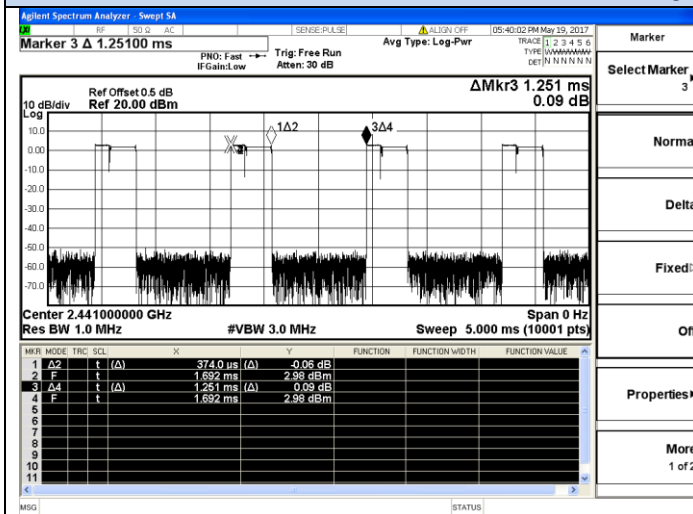 Agilent Spectrum Analyzer - Swept SA
RF 50 Ω AC SENSE:PULSE ALIGN OFF 05:40:02 PM May 19, 2017
Marker 3 Δ 1.25100 ms
Avg Type: Log-Pwr
TRACE 1 2 3 4 5 6
TYPE
DET N N N N N N
PNO: Fast
IFGain:Low
Trig: Free Run
Atten: 30 dB
ΔMkr3 1.251 ms
0.09 dB
Ref Offset 0.5 dB
10 dB/div Ref 20.00 dBm
Log
10.0
0.00
-10.0
-20.0
-30.0
-40.0
-50.0
-60.0
-70.0
1Δ2
3Δ4
Center 2.441000000 GHz Span 0 Hz
Res BW 1.0 MHz #VBW 3.0 MHz Sweep 5.000 ms (10001 pts)
MKR MODE TRC SCL X Y FUNCTION FUNCTION WIDTH FUNCTION VALUE
1 Δ2 t (Δ) 374.0 µs (Δ) -0.06 dB
2 F t 1.692 ms 2.98 dBm
3 Δ4 t (Δ) 1.251 ms (Δ) 0.09 dB
4 F t 1.692 ms 2.98 dBm
5
6
7
8
9
10
11
MSG STATUS
Marker
Select Marker
3
Norma
Delta
Fixed
Off
Properties
More
1 of 2